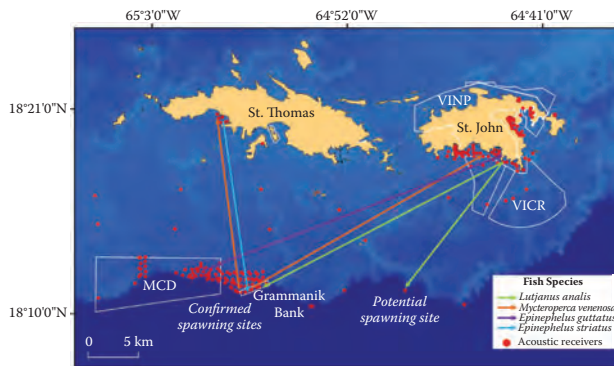 65°3'0"W 64°52'0"W 64°41'0"W
18°21'0"N
St. Thomas
VINP
St. John
VICR
MCD
Grammanik
Bank
Confirmed
spawning sites
Potential
spawning site
18°10'0"N
0 5 km
Fish Species
Lutjanus analis
Mycteroperca venenosa
Epinephelus guttatus
Epinephelus striatus
Acoustic receivers